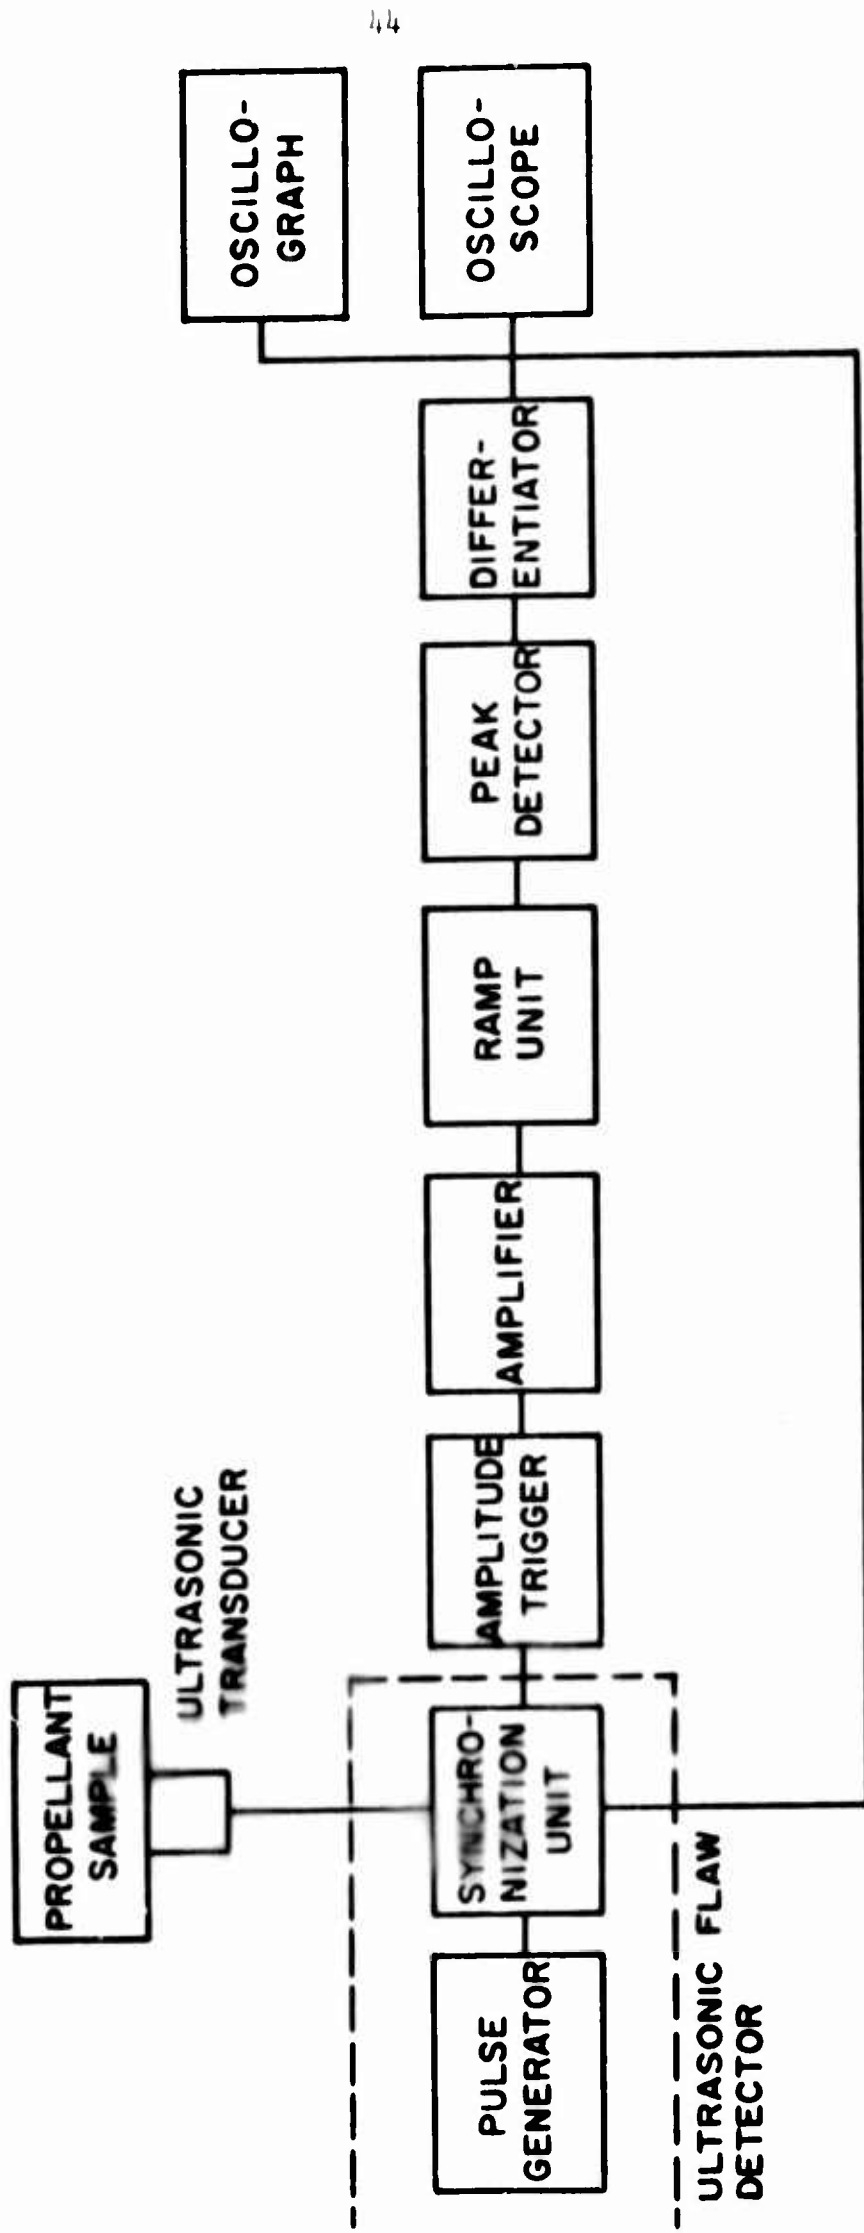 44
PROPELLANT
SAMPLE
ULTRASONIC
TRANSDUCER
PULSE
GENERATOR
SYNCHRO-
NIZATION
UNIT
AMPLITUDE
TRIGGER
AMPLIFIER
RAMP
UNIT
PEAK
DETECTOR
DIFFER-
ENTIATOR
OSCILLO-
GRAPH
OSCILLO-
SCOPE
ULTRASONIC FLAW
DETECTOR